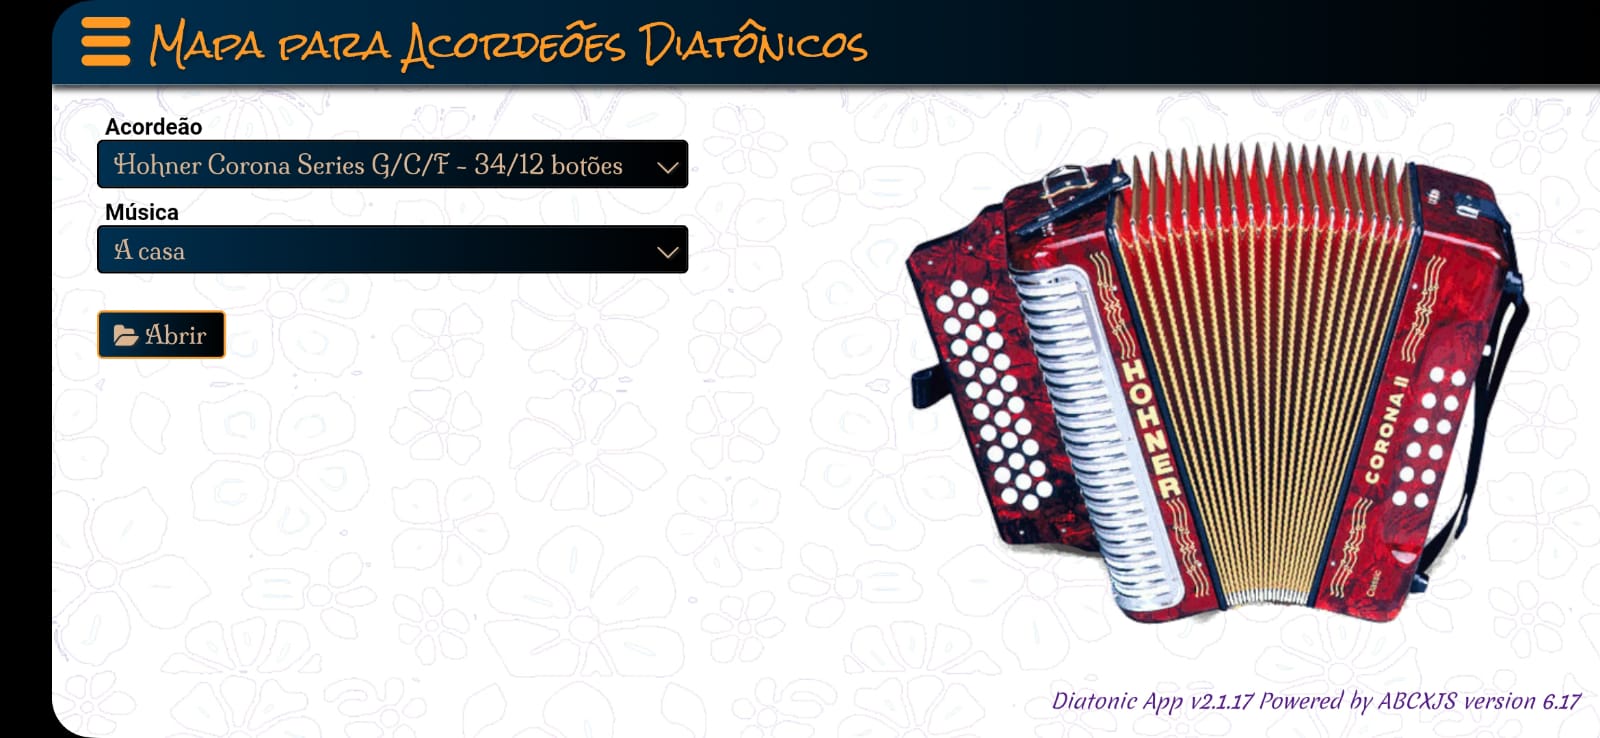 Mapa para Acordeões Diatônicos
Acordeão
Hohner Corona Series G/C/F - 34/12 botões
Música
A casa
Abrir
HOHNER
CORONA II
Classic
Diatonic App v2.1.17 Powered by ABCXJS version 6.17